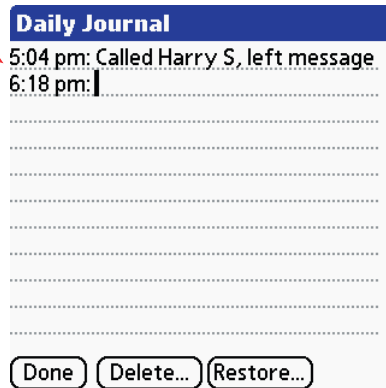 Daily Journal
5:04 pm: Called Harry S, left message
6:18 pm:
Done Delete... Restore...